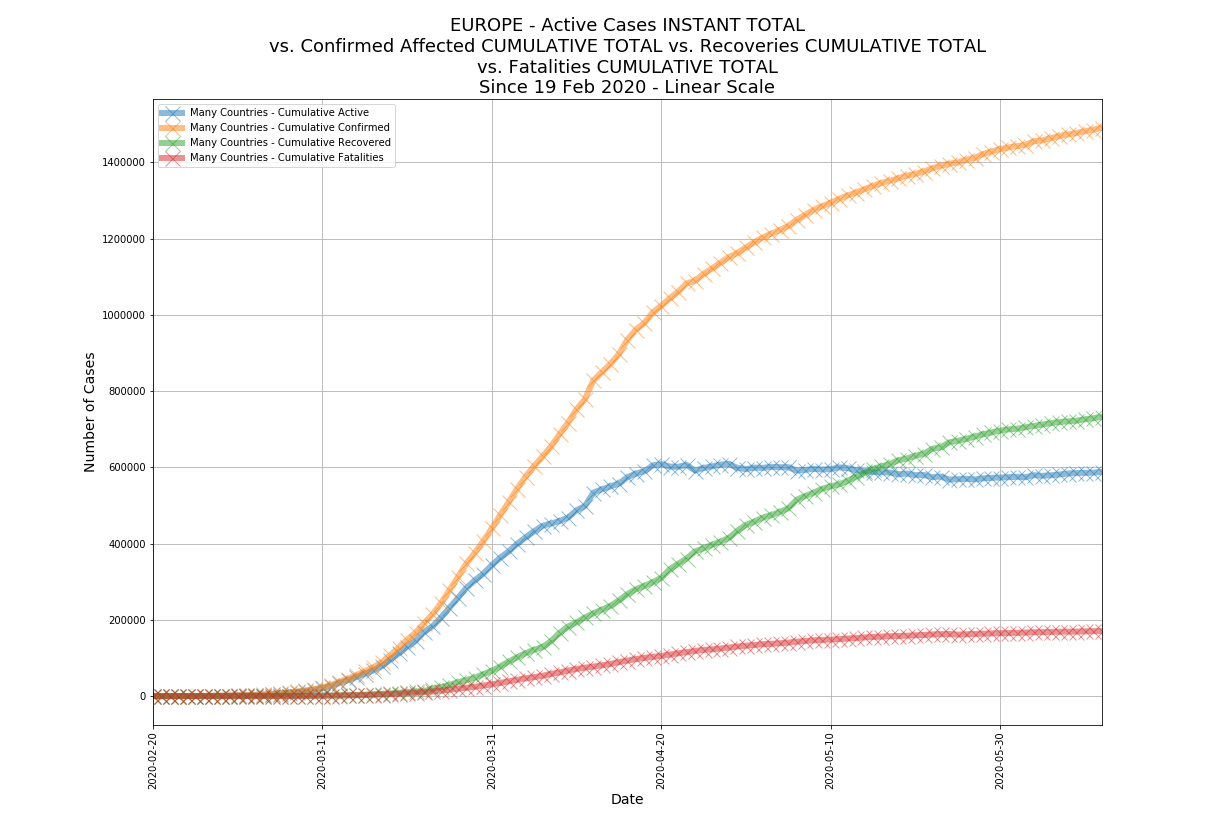 EUROPE - Active Cases INSTANT TOTAL
vs. Confirmed Affected CUMULATIVE TOTAL vs. Recoveries CUMULATIVE TOTAL
vs. Fatalities CUMULATIVE TOTAL
Since 19 Feb 2020 - Linear Scale
Many Countries - Cumulative Active
Many Countries - Cumulative Confirmed
Many Countries - Cumulative Recovered
Many Countries - Cumulative Fatalities
Number of Cases
1400000
1200000
1000000
800000
600000
400000
200000
0
2020-02-20
2020-03-11
2020-03-31
2020-04-20
2020-05-10
2020-05-30
Date